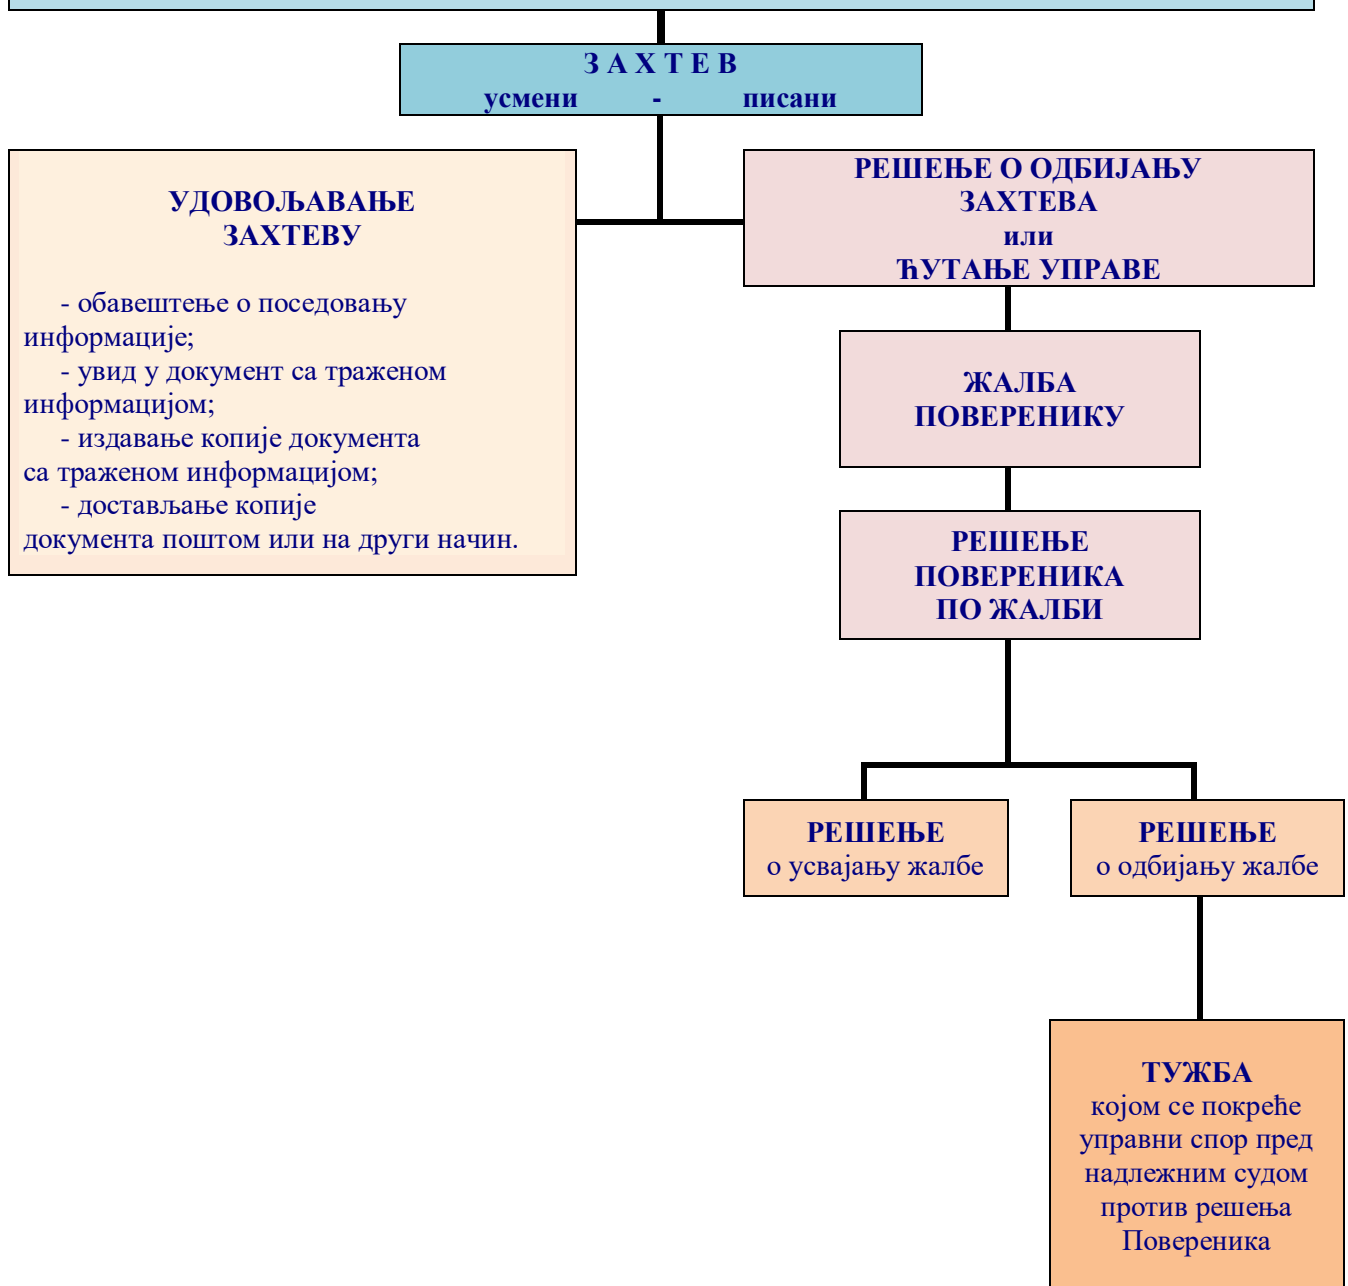 З А Х Т Е В
усмени - писани
УДОВОЉАВАЊЕ
ЗАХТЕВУ
- обавештење о поседовању
информације;
- увид у документ са траженом
информацијом;
- издавање копије документа
са траженом информацијом;
- достављање копије
документа поштом или на други начин.
РЕШЕЊЕ О ОДБИЈАЊУ
ЗАХТЕВА
или
ЋУТАЊЕ УПРАВЕ
ЖАЛБА
ПОВЕРЕНИКУ
РЕШЕЊЕ
ПОВЕРЕНИКА
ПО ЖАЛБИ
РЕШЕЊЕ
о усвајању жалбе
РЕШЕЊЕ
о одбијању жалбе
ТУЖБА
којом се покреће
управни спор пред
надлежним судом
против решења
Повереника